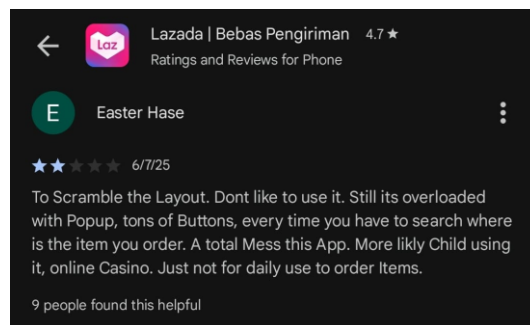 Lazada | Bebas Pengiriman 4.7★
Laz
Ratings and Reviews for Phone
E Easter Hase
6/7/25
To Scramble the Layout. Dont like to use it. Still its overloaded
with Popup, tons of Buttons, every time you have to search where
is the item you order. A total Mess this App. More likly Child using
it, online Casino. Just not for daily use to order Items.
9 people found this helpful